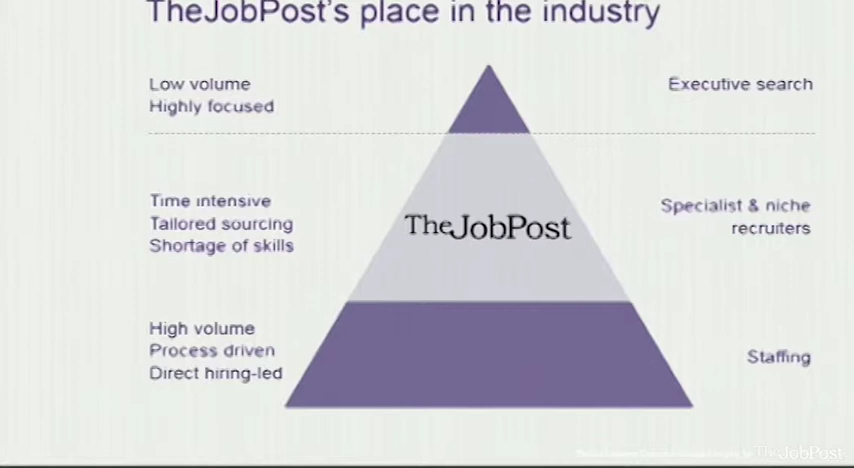 TheJobPost's place in the industry
Low volume
Highly focused
Executive search
Time intensive
Tailored sourcing
Shortage of skills
TheJobPost
Specialist & niche
recruiters
High volume
Process driven
Direct hiring-led
Staffing
TheJobPost